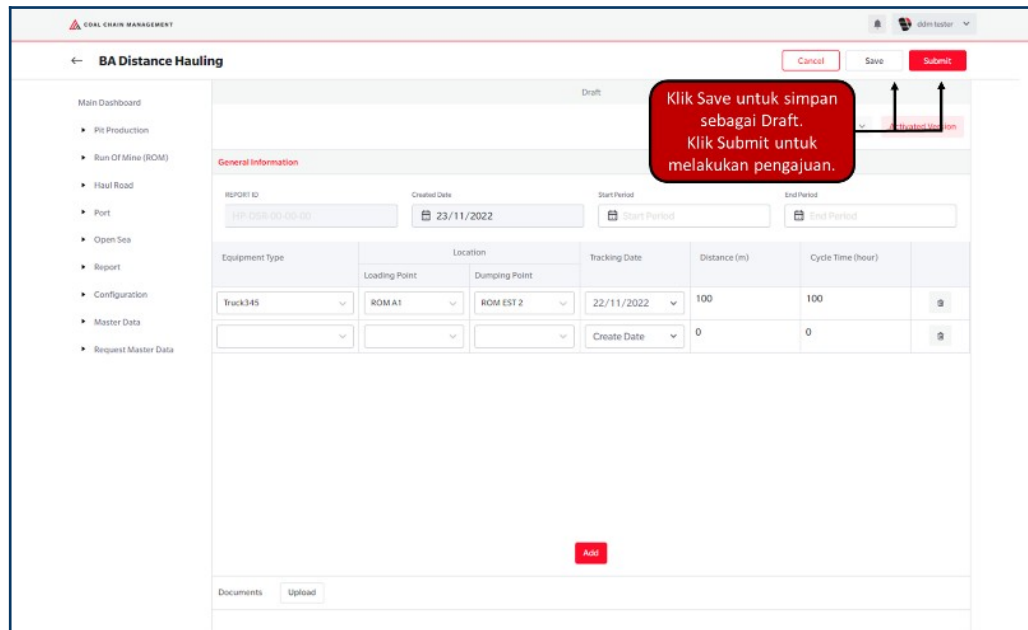 COAL CHAIN MANAGEMENT
ddm tester
← BA Distance Hauling
Cancel
Save
Submit
Main Dashboard
Pit Production
Run Of Mine (ROM)
Haul Road
Port
Open Sea
Report
Configuration
Master Data
Request Master Data
Draft
Klik Save untuk simpan
sebagai Draft.
Klik Submit untuk
melakukan pengajuan.
Activated Version
General Information
REPORT ID
Created Date
Start Period
End Period
HP-DSR-00-00-00
23/11/2022
Start Period
End Period
Equipment Type
Location
Tracking Date
Distance (m)
Cycle Time (hour)
Loading Point
Dumping Point
Truck345
ROM A1
ROM EST 2
22/11/2022
100
100
Create Date
0
0
Add
Documents
Upload